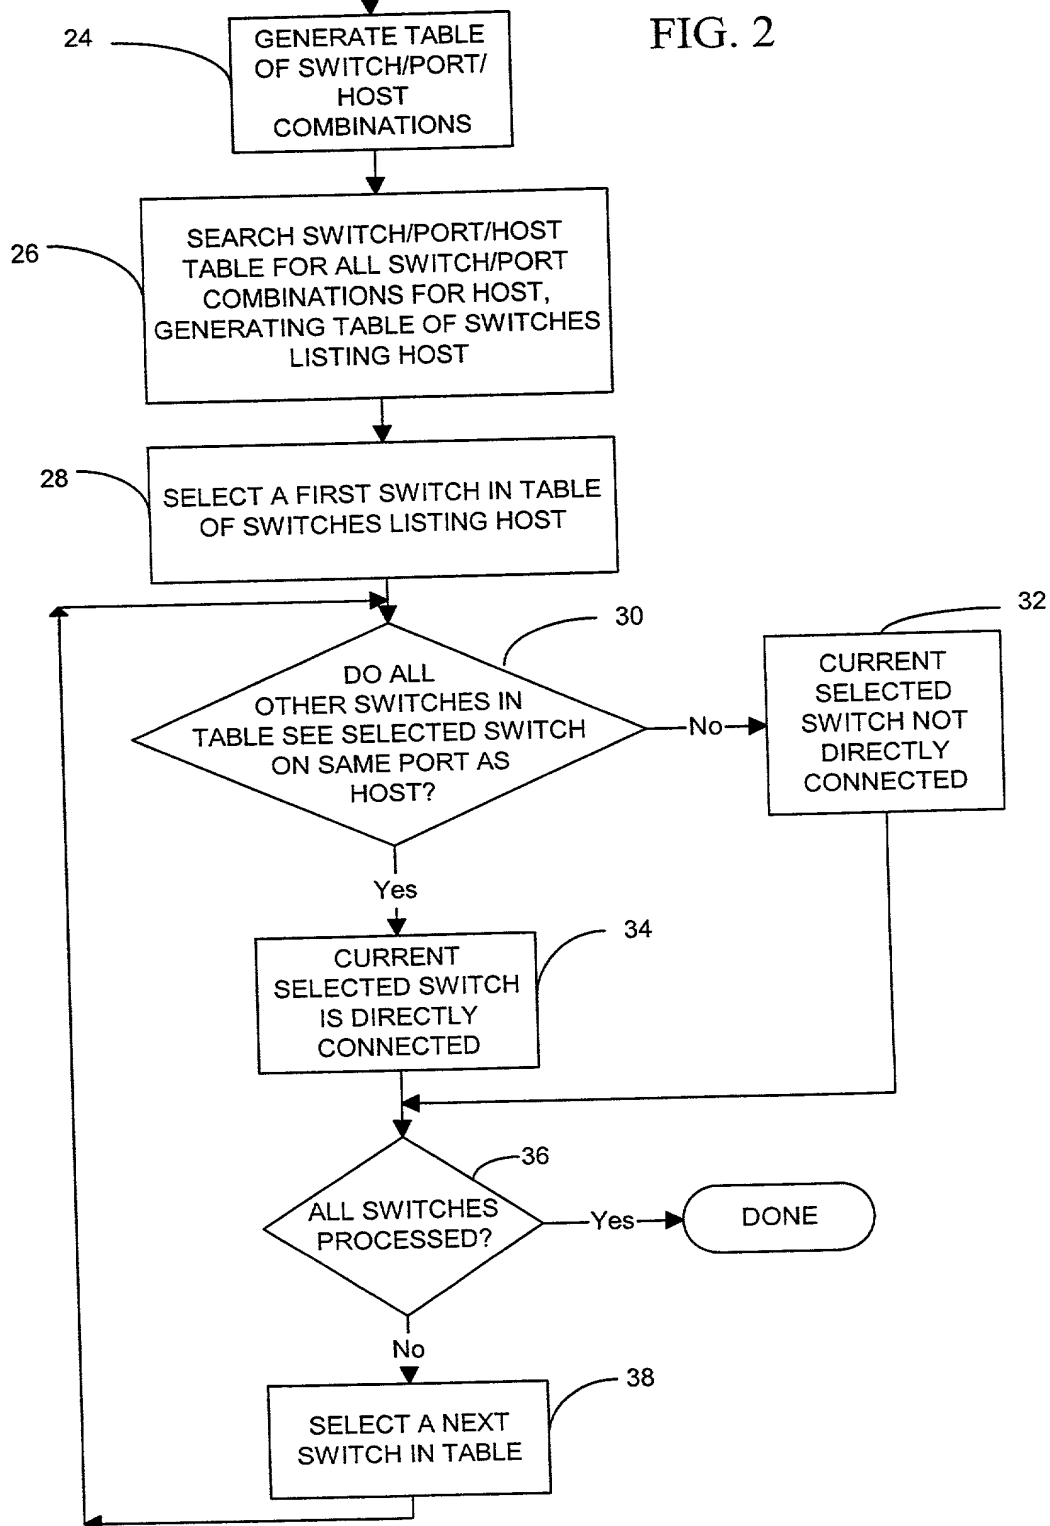 FIG. 2
24
GENERATE TABLE
OF SWITCH/PORT/
HOST
COMBINATIONS
26
SEARCH SWITCH/PORT/HOST
TABLE FOR ALL SWITCH/PORT
COMBINATIONS FOR HOST,
GENERATING TABLE OF SWITCHES
LISTING HOST
28
SELECT A FIRST SWITCH IN TABLE
OF SWITCHES LISTING HOST
30
DO ALL
OTHER SWITCHES IN
TABLE SEE SELECTED SWITCH
ON SAME PORT AS
HOST?
No
32
CURRENT
SELECTED
SWITCH NOT
DIRECTLY
CONNECTED
Yes
34
CURRENT
SELECTED SWITCH
IS DIRECTLY
CONNECTED
36
ALL SWITCHES
PROCESSED?
Yes
DONE
No
38
SELECT A NEXT
SWITCH IN TABLE